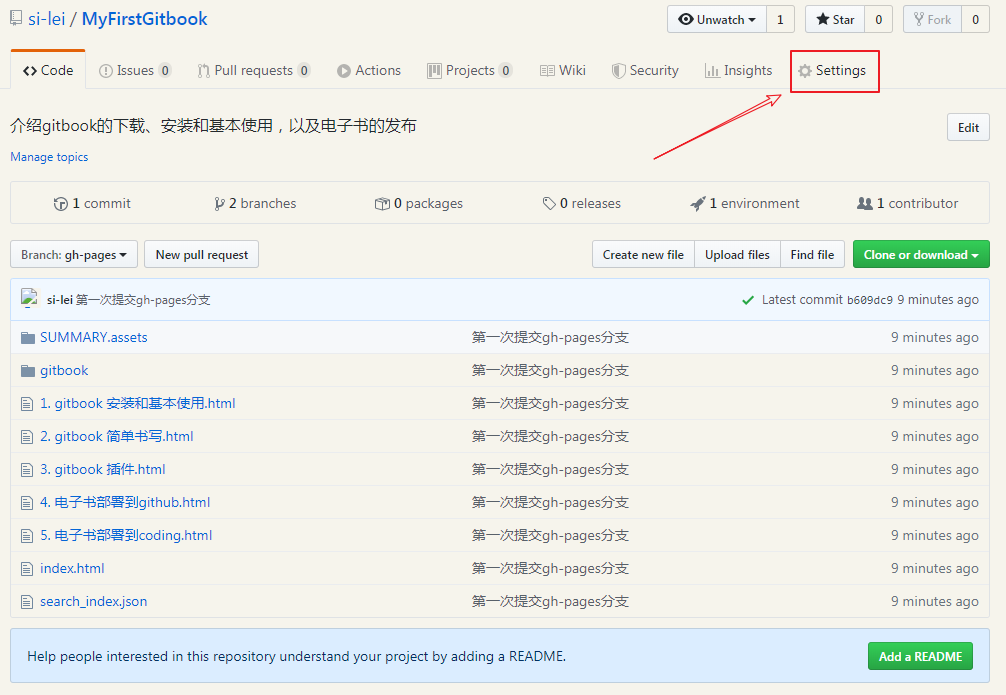 si-lei / MyFirstGitbook Unwatch 1 Star 0 Fork 0
Code Issues 0 Pull requests 0 Actions Projects 0 Wiki Security Insights Settings
介绍gitbook的下载、安装和基本使用，以及电子书的发布 Edit
Manage topics
1 commit 2 branches 0 packages 0 releases 1 environment 1 contributor
Branch: gh-pages New pull request Create new file Upload files Find file Clone or download
si-lei 第一次提交gh-pages分支 Latest commit b609dc9 9 minutes ago
SUMMARY.assets 第一次提交gh-pages分支 9 minutes ago
gitbook 第一次提交gh-pages分支 9 minutes ago
1. gitbook 安装和基本使用.html 第一次提交gh-pages分支 9 minutes ago
2. gitbook 简单书写.html 第一次提交gh-pages分支 9 minutes ago
3. gitbook 插件.html 第一次提交gh-pages分支 9 minutes ago
4. 电子书部署到github.html 第一次提交gh-pages分支 9 minutes ago
5. 电子书部署到coding.html 第一次提交gh-pages分支 9 minutes ago
index.html 第一次提交gh-pages分支 9 minutes ago
search_index.json 第一次提交gh-pages分支 9 minutes ago
Help people interested in this repository understand your project by adding a README. Add a README